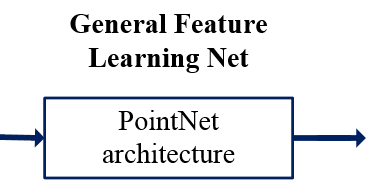 General Feature
Learning Net
PointNet
architecture